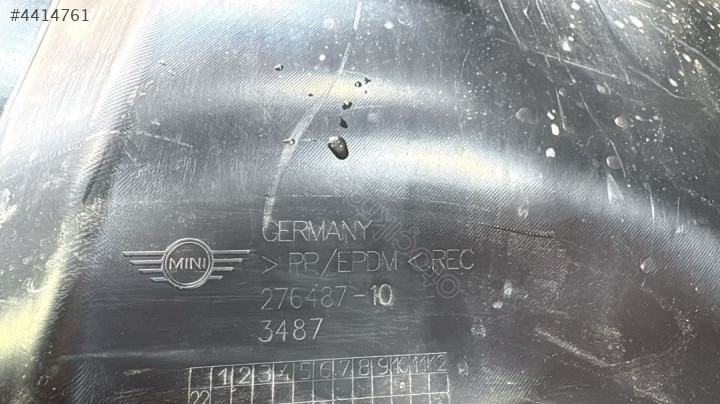 #4414761
GERMANY
MINI
> PP/EPDM < REC
276487-10
3487
1 2 3 4 5 6 7 8 9 10 11 12
22